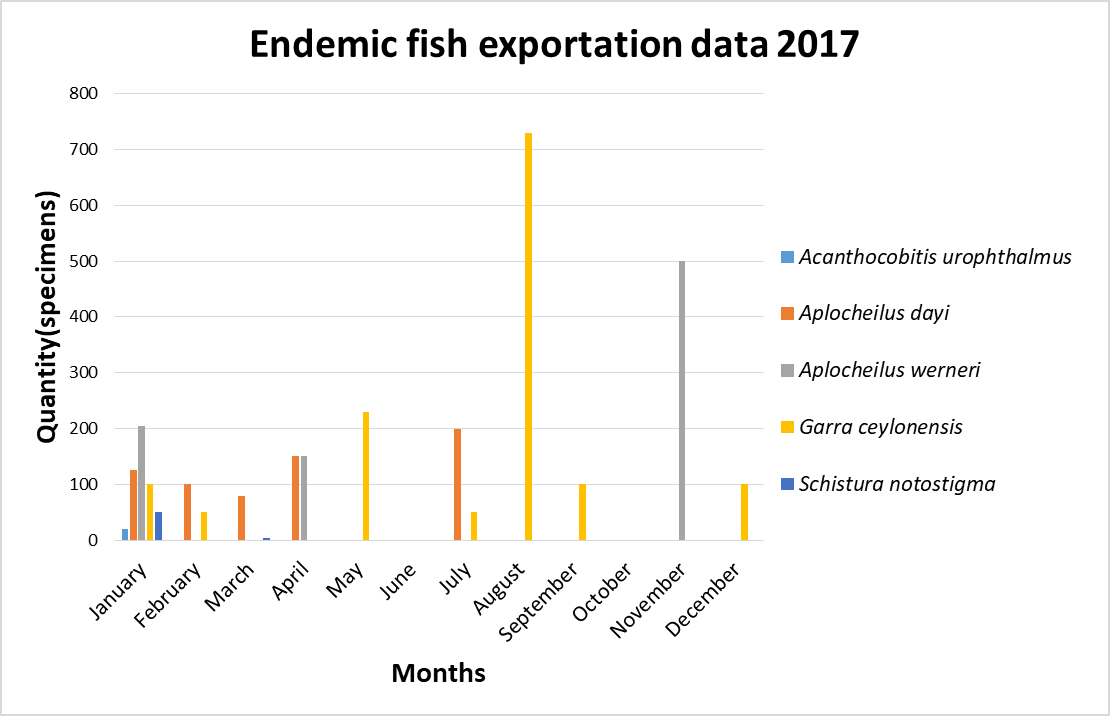 Endemic fish exportation data 2017
Quantity(specimens)
800
700
600
500
400
300
200
100
0
January
February
March
April
May
June
July
August
September
October
November
December
Months
Acanthocobitis urophthalmus
Aplocheilus dayi
Aplocheilus werneri
Garra ceylonensis
Schistura notostigma